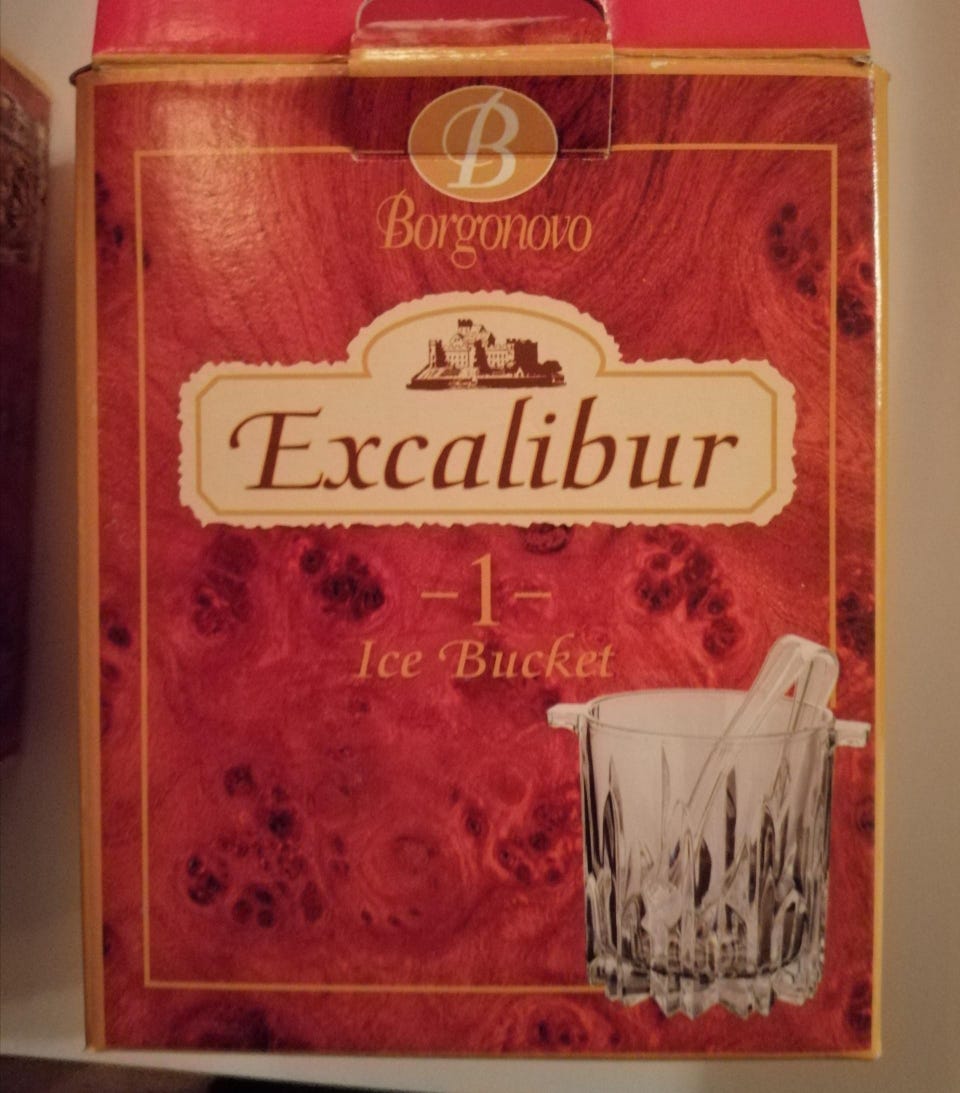 B
Borgonovo
Excalibur
-1-
Ice Bucket